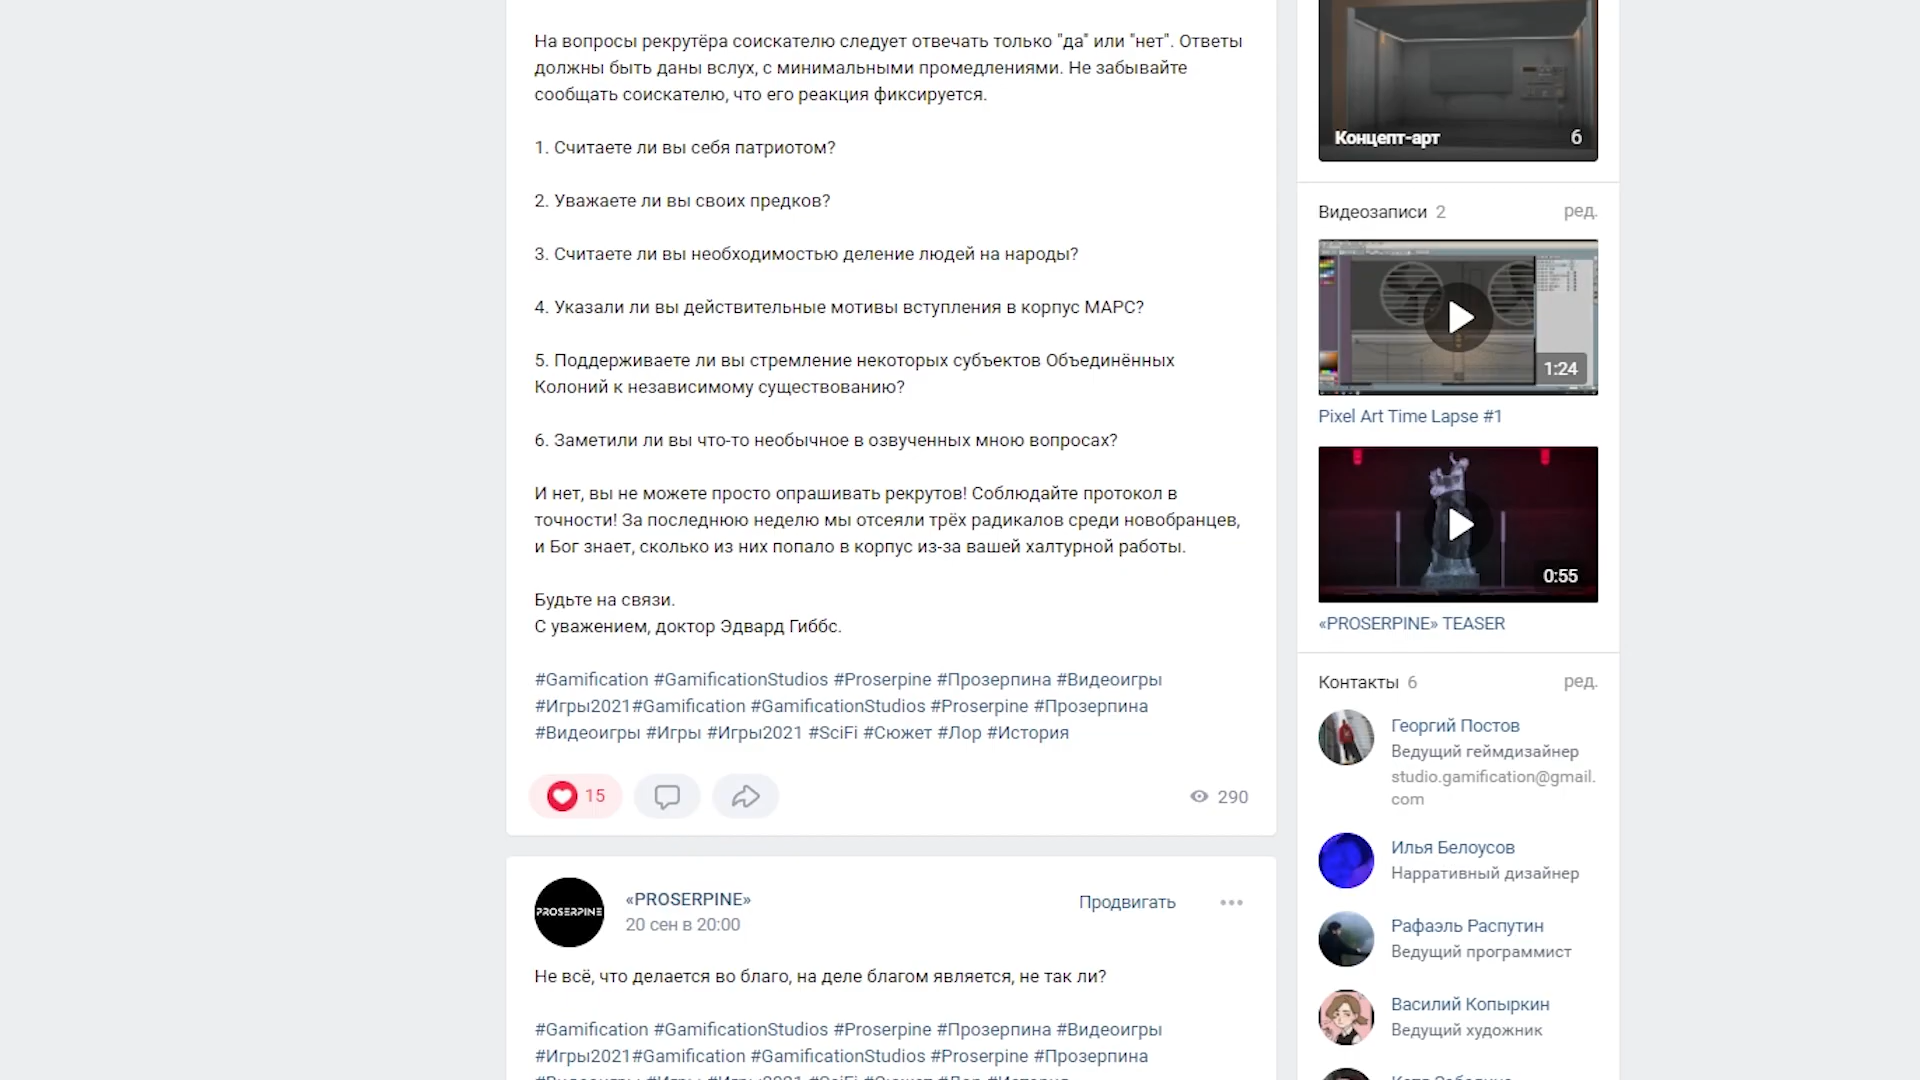 На вопросы рекрутёра соискателю следует отвечать только "да" или "нет". Ответы
должны быть даны вслух, с минимальными промедлениями. Не забывайте
сообщать соискателю, что его реакция фиксируется.
1. Считаете ли вы себя патриотом?
2. Уважаете ли вы своих предков?
3. Считаете ли вы необходимостью деление людей на народы?
4. Указали ли вы действительные мотивы вступления в корпус МАРС?
5. Поддерживаете ли вы стремление некоторых субъектов Объединённых
Колоний к независимому существованию?
6. Заметили ли вы что-то необычное в озвученных мною вопросах?
И нет, вы не можете просто опрашивать рекрутов! Соблюдайте протокол в
точности! За последнюю неделю мы отсеяли трёх радикалов среди новобранцев,
и Бог знает, сколько из них попало в корпус из-за вашей халтурной работы.
Будьте на связи.
С уважением, доктор Эдвард Гиббс.
#Gamification #GamificationStudios #Proserpine #Прозерпина #Видеоигры
#Игры2021#Gamification #GamificationStudios #Proserpine #Прозерпина
#Видеоигры #Игры #Игры2021 #SciFi #Сюжет #Лор #История
15
290
PROSERPINE
«PROSERPINE»
20 сен в 20:00
Продвигать
Не всё, что делается во благо, на деле благом является, не так ли?
#Gamification #GamificationStudios #Proserpine #Прозерпина #Видеоигры
#Игры2021#Gamification #GamificationStudios #Proserpine #Прозерпина
#Видеоигры #Игры #Игры2021 #SciFi #Сюжет #Лор #История
Концепт-арт 6
Видеозаписи 2 ред.
1:24
Pixel Art Time Lapse #1
0:55
«PROSERPINE» TEASER
Контакты 6 ред.
Георгий Постов
Ведущий геймдизайнер
studio.gamification@gmail.
com
Илья Белоусов
Нарративный дизайнер
Рафаэль Распутин
Ведущий программист
Василий Копыркин
Ведущий художник